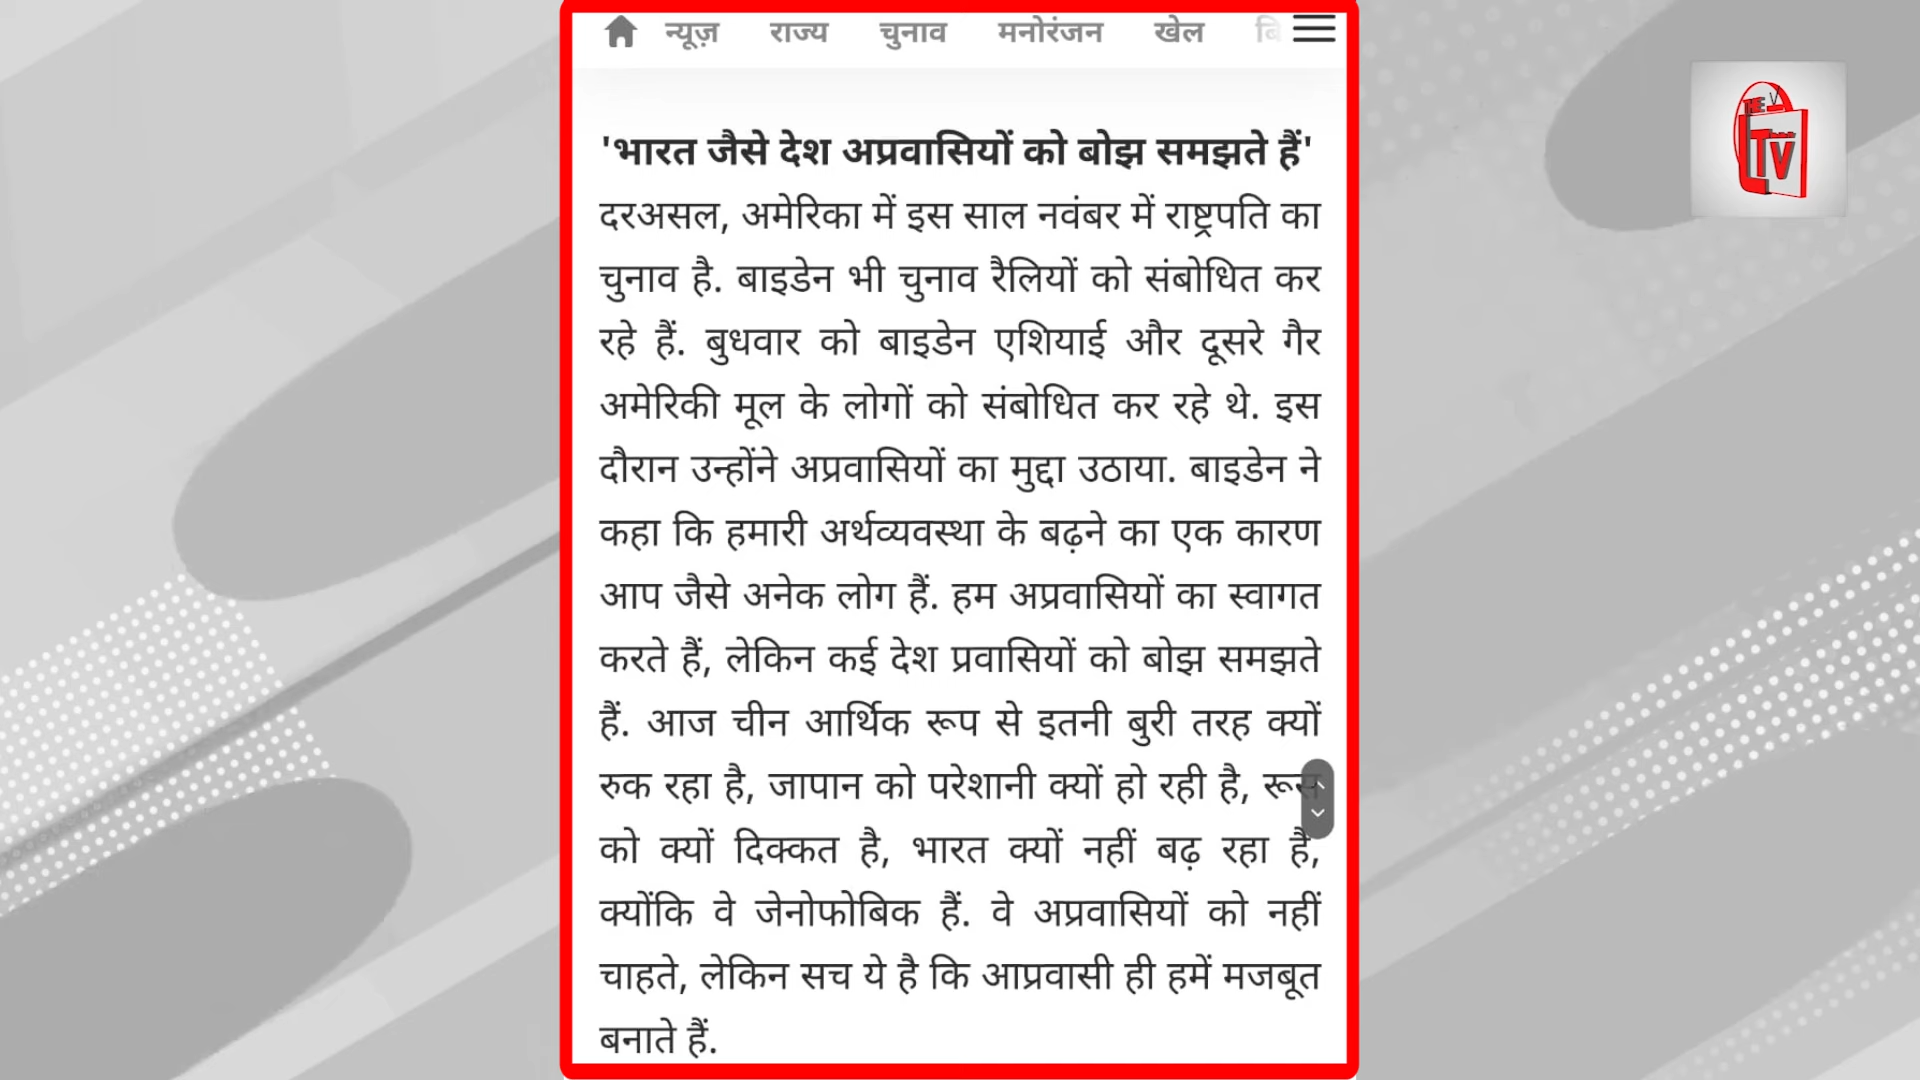 न्यूज़ राज्य चुनाव मनोरंजन खेल बि
THE V
TV
'भारत जैसे देश अप्रवासियों को बोझ समझते हैं'
दरअसल, अमेरिका में इस साल नवंबर में राष्ट्रपति का
चुनाव है. बाइडेन भी चुनाव रैलियों को संबोधित कर
रहे हैं. बुधवार को बाइडेन एशियाई और दूसरे गैर
अमेरिकी मूल के लोगों को संबोधित कर रहे थे. इस
दौरान उन्होंने अप्रवासियों का मुद्दा उठाया. बाइडेन ने
कहा कि हमारी अर्थव्यवस्था के बढ़ने का एक कारण
आप जैसे अनेक लोग हैं. हम अप्रवासियों का स्वागत
करते हैं, लेकिन कई देश प्रवासियों को बोझ समझते
हैं. आज चीन आर्थिक रूप से इतनी बुरी तरह क्यों
रुक रहा है, जापान को परेशानी क्यों हो रही है, रूस
को क्यों दिक्कत है, भारत क्यों नहीं बढ़ रहा है,
क्योंकि वे जेनोफोबिक हैं. वे अप्रवासियों को नहीं
चाहते, लेकिन सच ये है कि आप्रवासी ही हमें मजबूत
बनाते हैं.